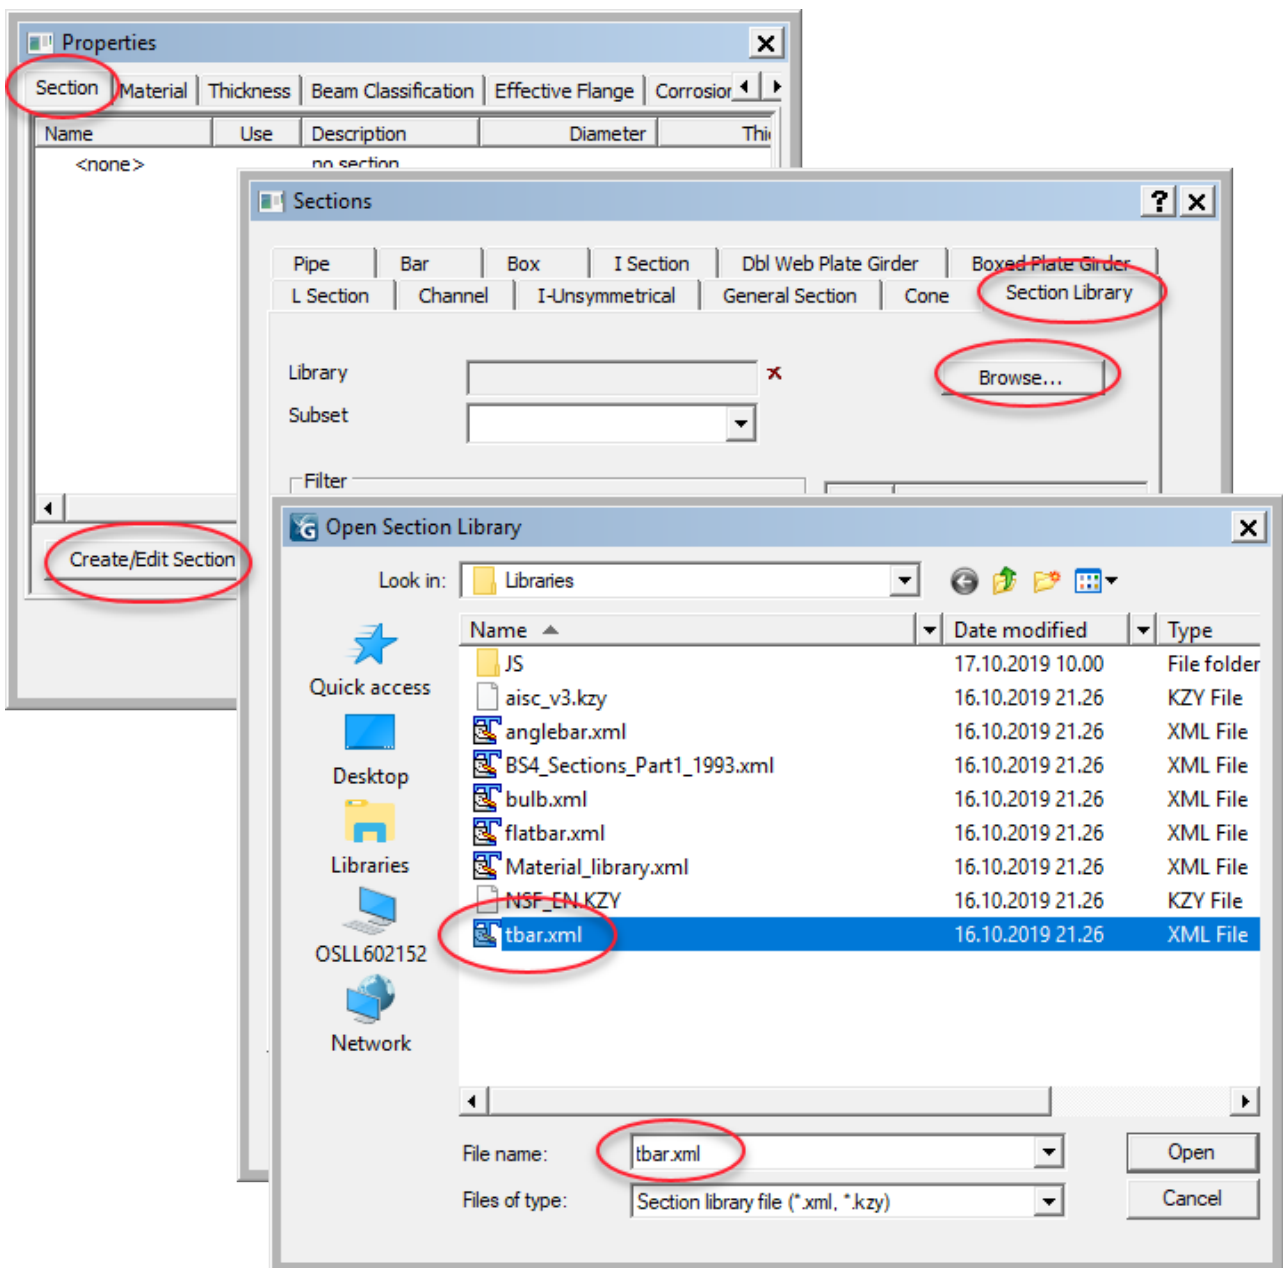 Properties
Section Material Thickness Beam Classification Effective Flange Corrosion
Name Use Description Diameter Thi
<none> no section
Create/Edit Section
Sections
Pipe Bar Box I Section Dbl Web Plate Girder Boxed Plate Girder
L Section Channel I-Unsymmetrical General Section Cone Section Library
Library Browse...
Subset
Filter
Open Section Library
Look in: Libraries
Name Date modified Type
JS 17.10.2019 10.00 File folder
aisc_v3.kzy 16.10.2019 21.26 KZY File
anglebar.xml 16.10.2019 21.26 XML File
BS4_Sections_Part1_1993.xml 16.10.2019 21.26 XML File
bulb.xml 16.10.2019 21.26 XML File
flatbar.xml 16.10.2019 21.26 XML File
Material_library.xml 16.10.2019 21.26 XML File
NSF_EN.KZY 16.10.2019 21.26 KZY File
tbar.xml 16.10.2019 21.26 XML File
Quick access
Desktop
Libraries
OSLL602152
Network
File name: tbar.xml Open
Files of type: Section library file (*.xml, *.kzy) Cancel